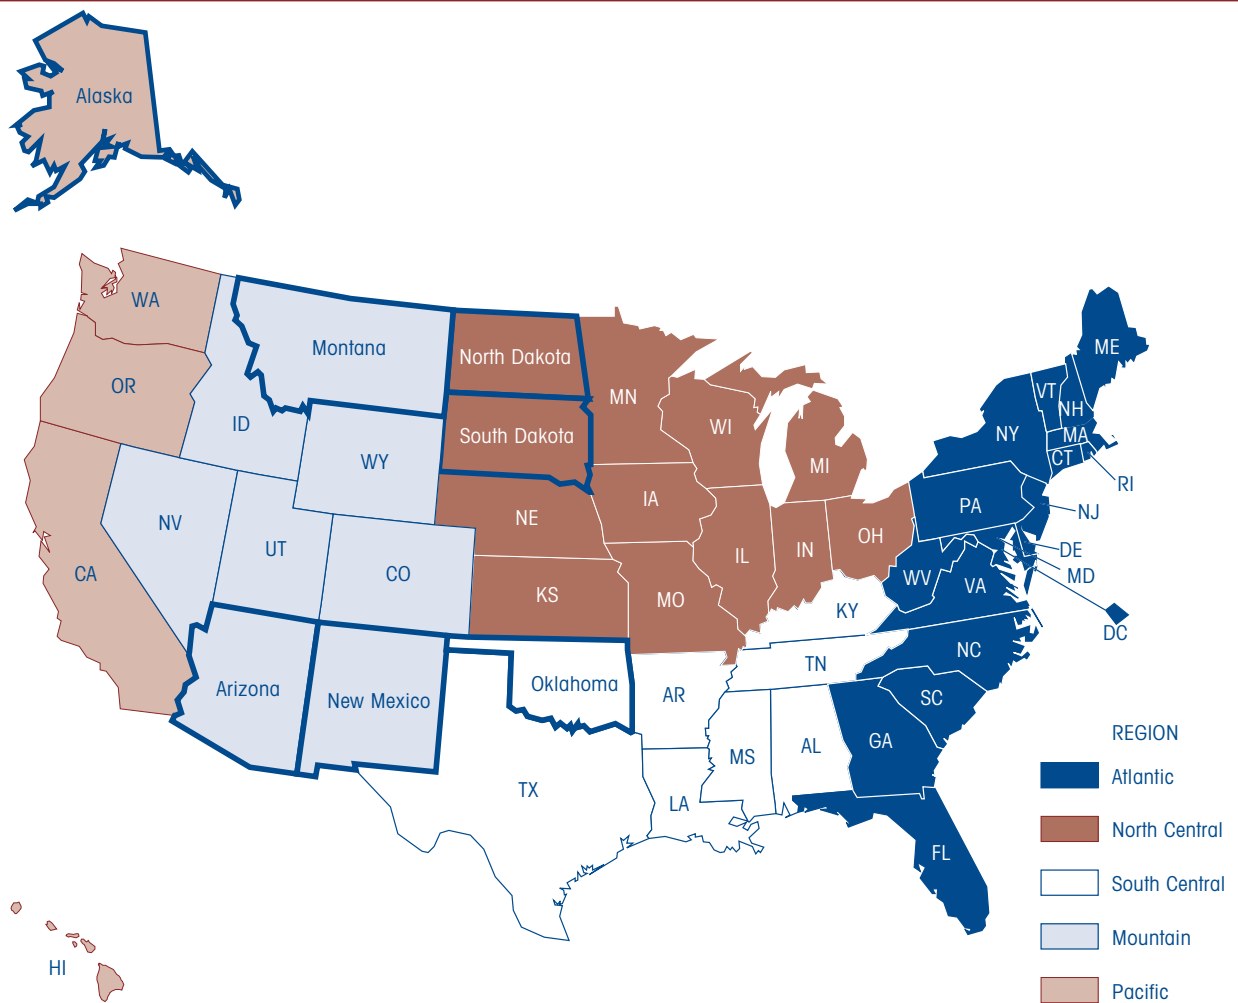 Alaska
WA
Montana
North Dakota
ME
OR
MN
VT
NH
ID
WI
South Dakota
NY
MA
WY
MI
CT
RI
IA
PA
NJ
NV
NE
OH
UT
IL
IN
DE
CA
CO
WV
VA
MD
KS
MO
KY
DC
NC
TN
Arizona
New Mexico
Oklahoma
AR
SC
REGION
GA
AL
MS
Atlantic
TX
LA
North Central
FL
South Central
Mountain
HI
Pacific